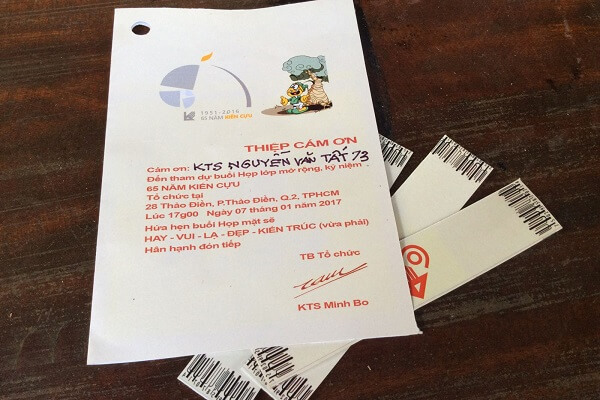 1951-2016
65 NĂM KIẾN CỰU
THIỆP CÁM ƠN
Cám ơn: KTS NGUYỄN VĂN TẤT 73
Đến tham dự buổi Họp lớp mở rộng, kỷ niệm
65 NĂM KIẾN CỰU
Tổ chức tại
28 Thảo Điền, P.Thảo Điền, Q.2, TPHCM
Lúc 17g00 Ngày 07 tháng 01 năm 2017
Hứa hẹn buổi Họp mặt sẽ
HAY - VUI - LẠ - ĐẸP - KIẾN TRÚC (vừa phải)
Hân hạnh đón tiếp
TB Tổ chức
KTS Minh Bo